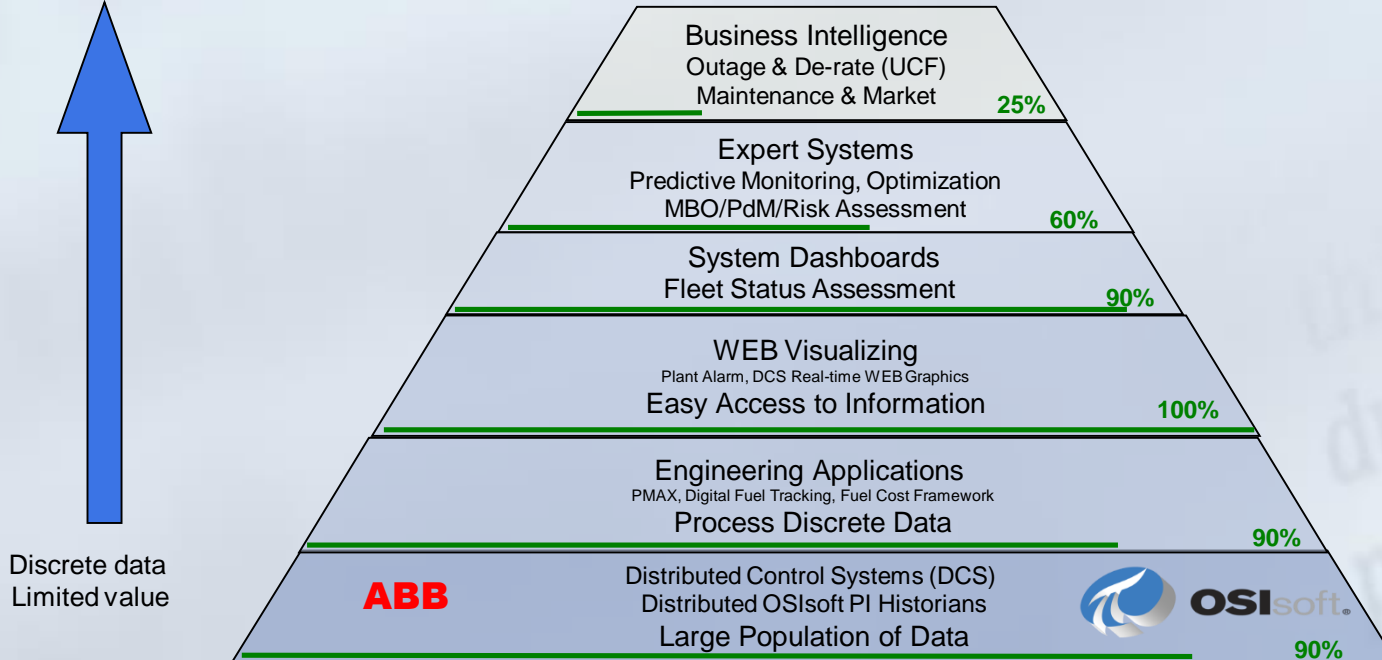 Business Intelligence
Outage & De-rate (UCF)
Maintenance & Market
25%
Expert Systems
Predictive Monitoring, Optimization
MBO/PdM/Risk Assessment
60%
System Dashboards
Fleet Status Assessment
90%
WEB Visualizing
Plant Alarm, DCS Real-time WEB Graphics
Easy Access to Information
100%
Engineering Applications
PMAX, Digital Fuel Tracking, Fuel Cost Framework
Process Discrete Data
90%
Discrete data
Limited value
ABB
Distributed Control Systems (DCS)
Distributed OSIsoft PI Historians
Large Population of Data
OSIsoft®
90%